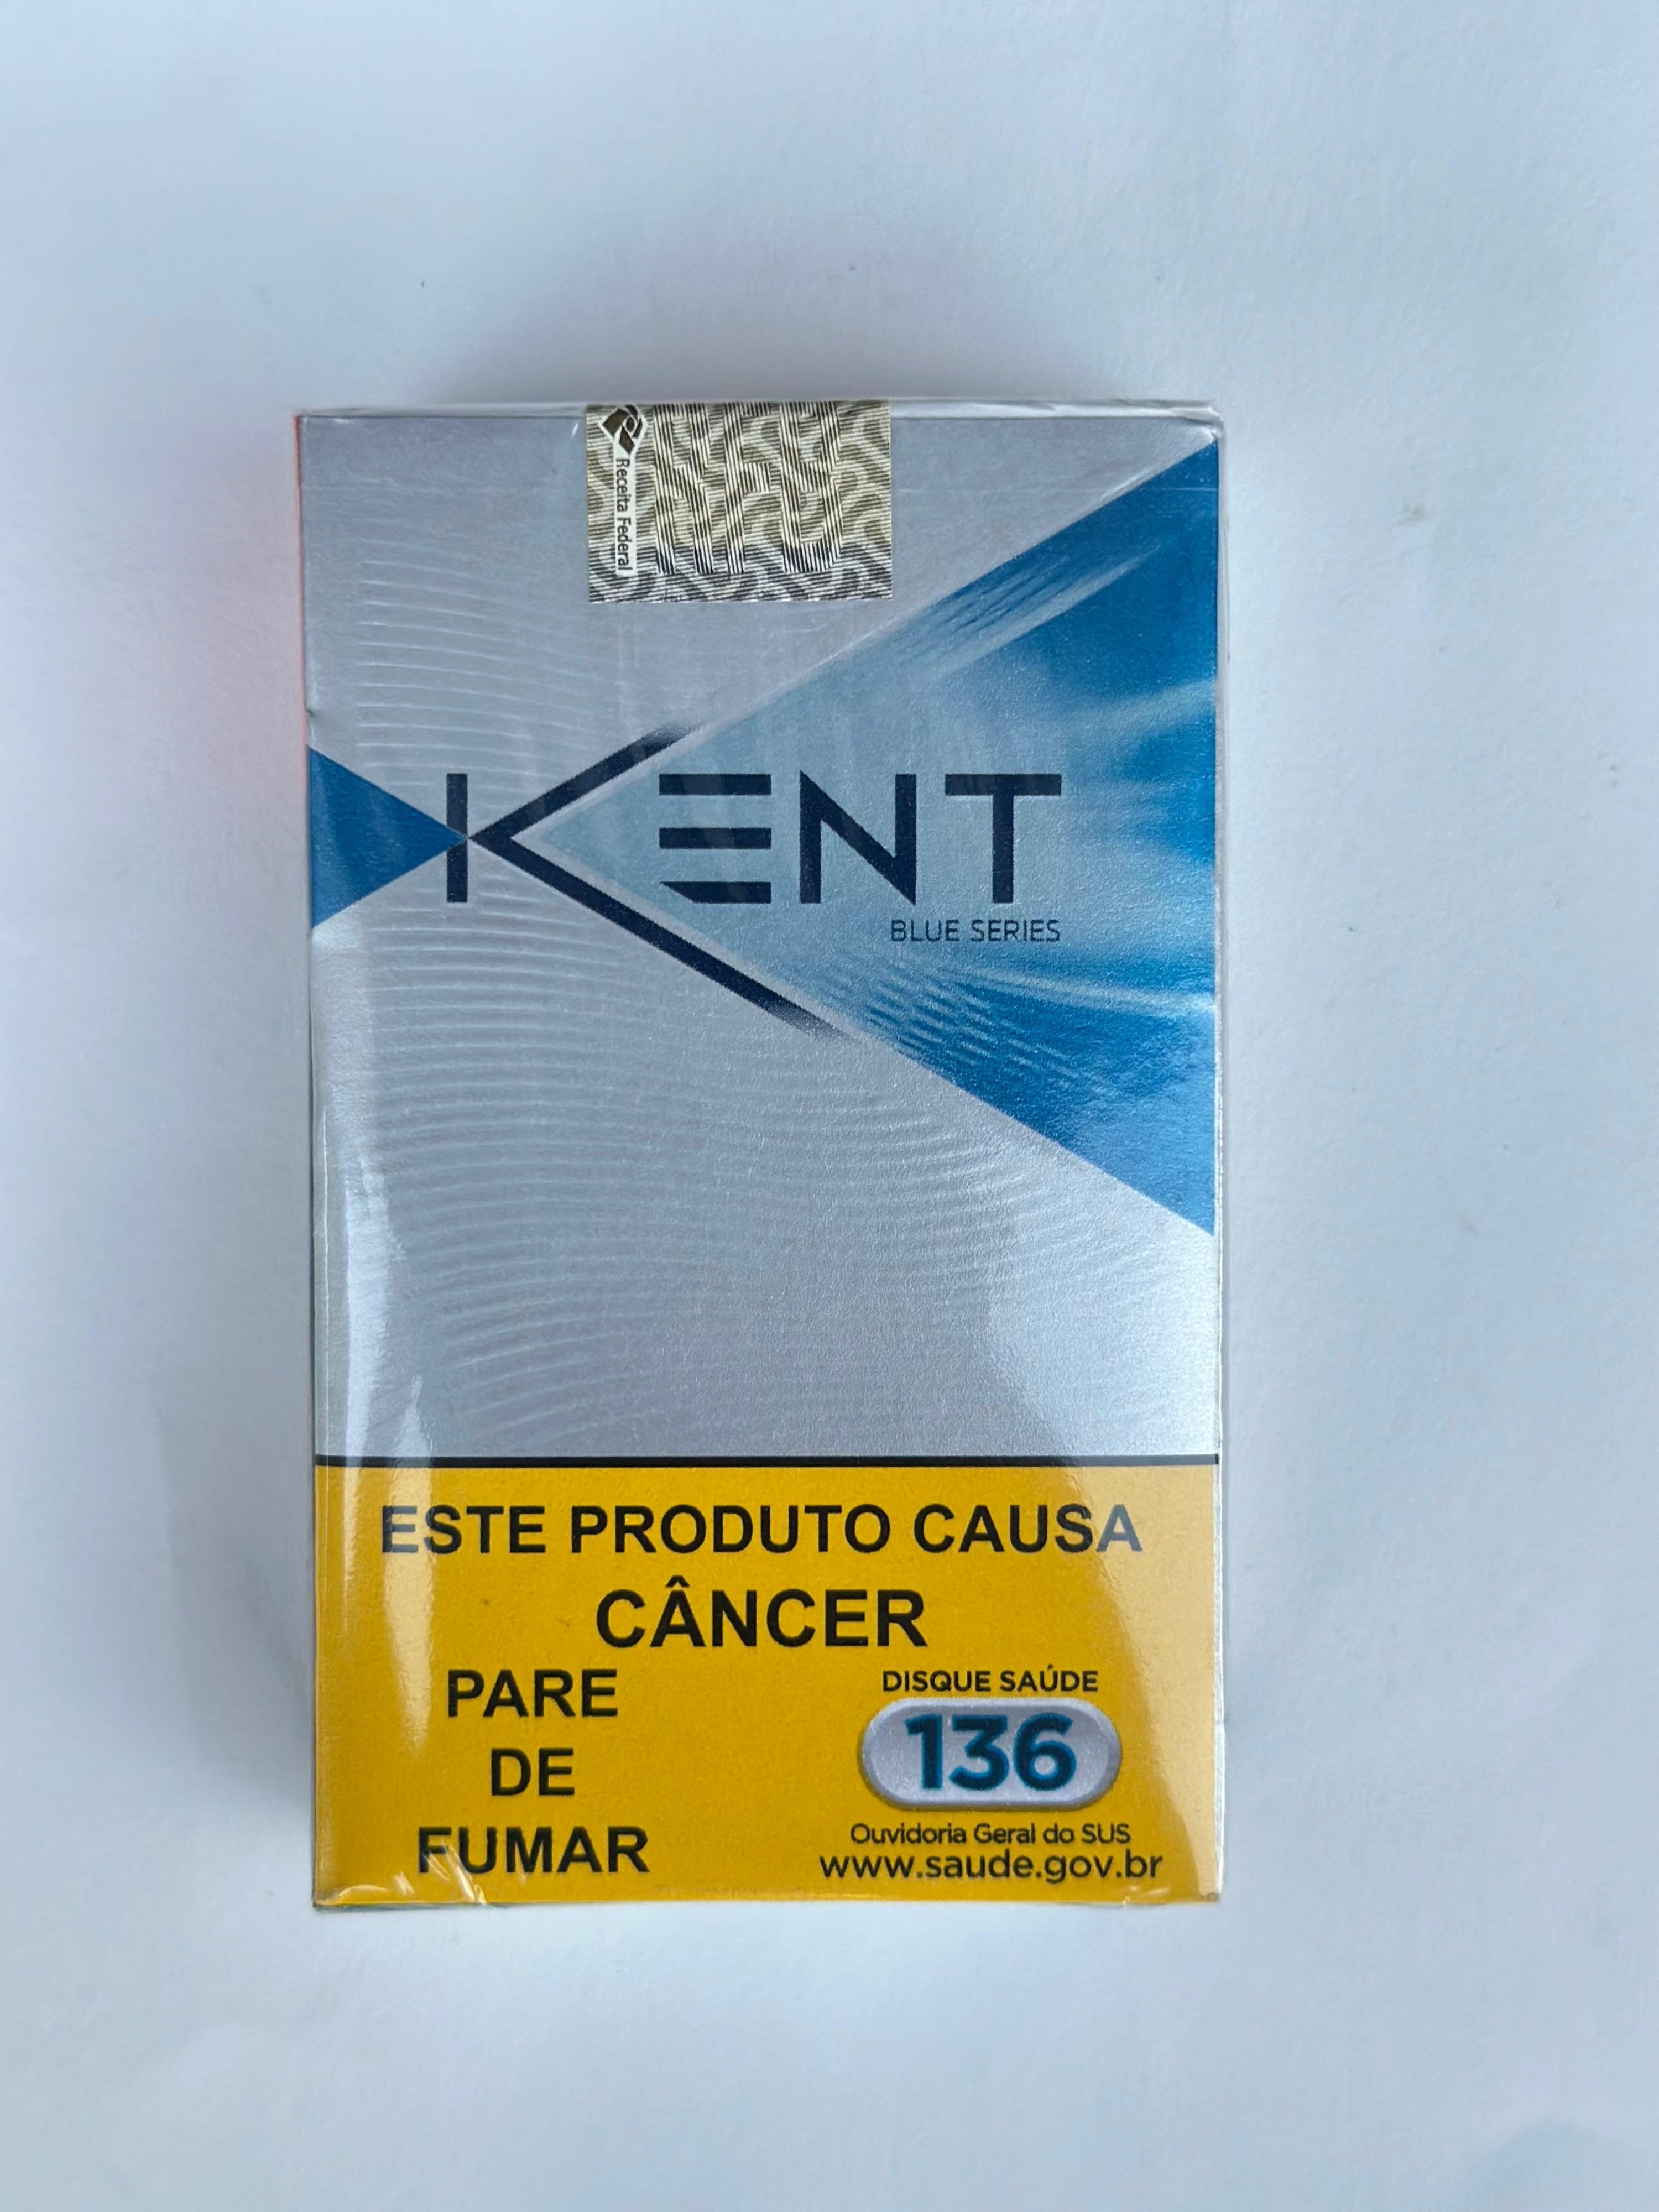 Receita Federal
KENT
BLUE SERIES
ESTE PRODUTO CAUSA
CÂNCER
PARE
DE
FUMAR
DISQUE SAÚDE
136
Ouvidoria Geral do SUS
www.saude.gov.br